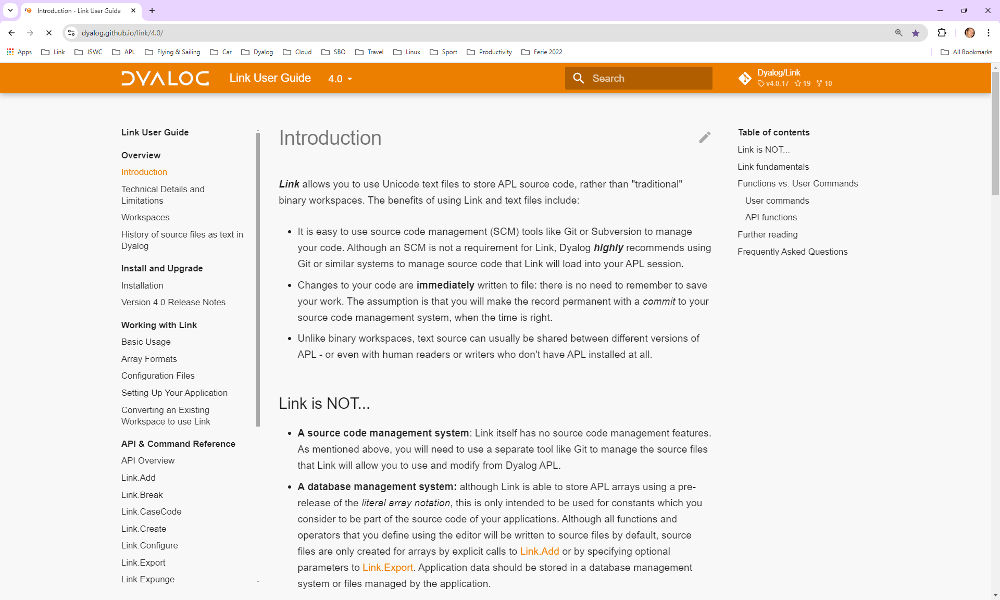 Introduction - Link User Guide
dyalog.github.io/link/4.0/
Apps
Link
JSWC
APL
Flying & Sailing
Car
Dyalog
Cloud
SBO
Travel
Linux
Sport
Productivity
Ferie 2022
All Bookmarks
DYALOG
Link User Guide
4.0
Search
Dyalog/Link
v4.0.17
19
10
Link User Guide
Overview
Introduction
Technical Details and
Limitations
Workspaces
History of source files as text in
Dyalog
Install and Upgrade
Installation
Version 4.0 Release Notes
Working with Link
Basic Usage
Array Formats
Configuration Files
Setting Up Your Application
Converting an Existing
Workspace to use Link
API & Command Reference
API Overview
Link.Add
Link.Break
Link.CaseCode
Link.Create
Link.Configure
Link.Export
Link.Expunge
Introduction
Link allows you to use Unicode text files to store APL source code, rather than "traditional"
binary workspaces. The benefits of using Link and text files include:
• It is easy to use source code management (SCM) tools like Git or Subversion to manage
your code. Although an SCM is not a requirement for Link, Dyalog highly recommends using
Git or similar systems to manage source code that Link will load into your APL session.
• Changes to your code are immediately written to file: there is no need to remember to save
your work. The assumption is that you will make the record permanent with a commit to your
source code management system, when the time is right.
• Unlike binary workspaces, text source can usually be shared between different versions of
APL - or even with human readers or writers who don't have APL installed at all.
Link is NOT...
• A source code management system: Link itself has no source code management features.
As mentioned above, you will need to use a separate tool like Git to manage the source files
that Link will allow you to use and modify from Dyalog APL.
• A database management system: although Link is able to store APL arrays using a pre-
release of the literal array notation, this is only intended to be used for constants which you
consider to be part of the source code of your applications. Although all functions and
operators that you define using the editor will be written to source files by default, source
files are only created for arrays by explicit calls to Link.Add or by specifying optional
parameters to Link.Export. Application data should be stored in a database management
system or files managed by the application.
Table of contents
Link is NOT...
Link fundamentals
Functions vs. User Commands
User commands
API functions
Further reading
Frequently Asked Questions